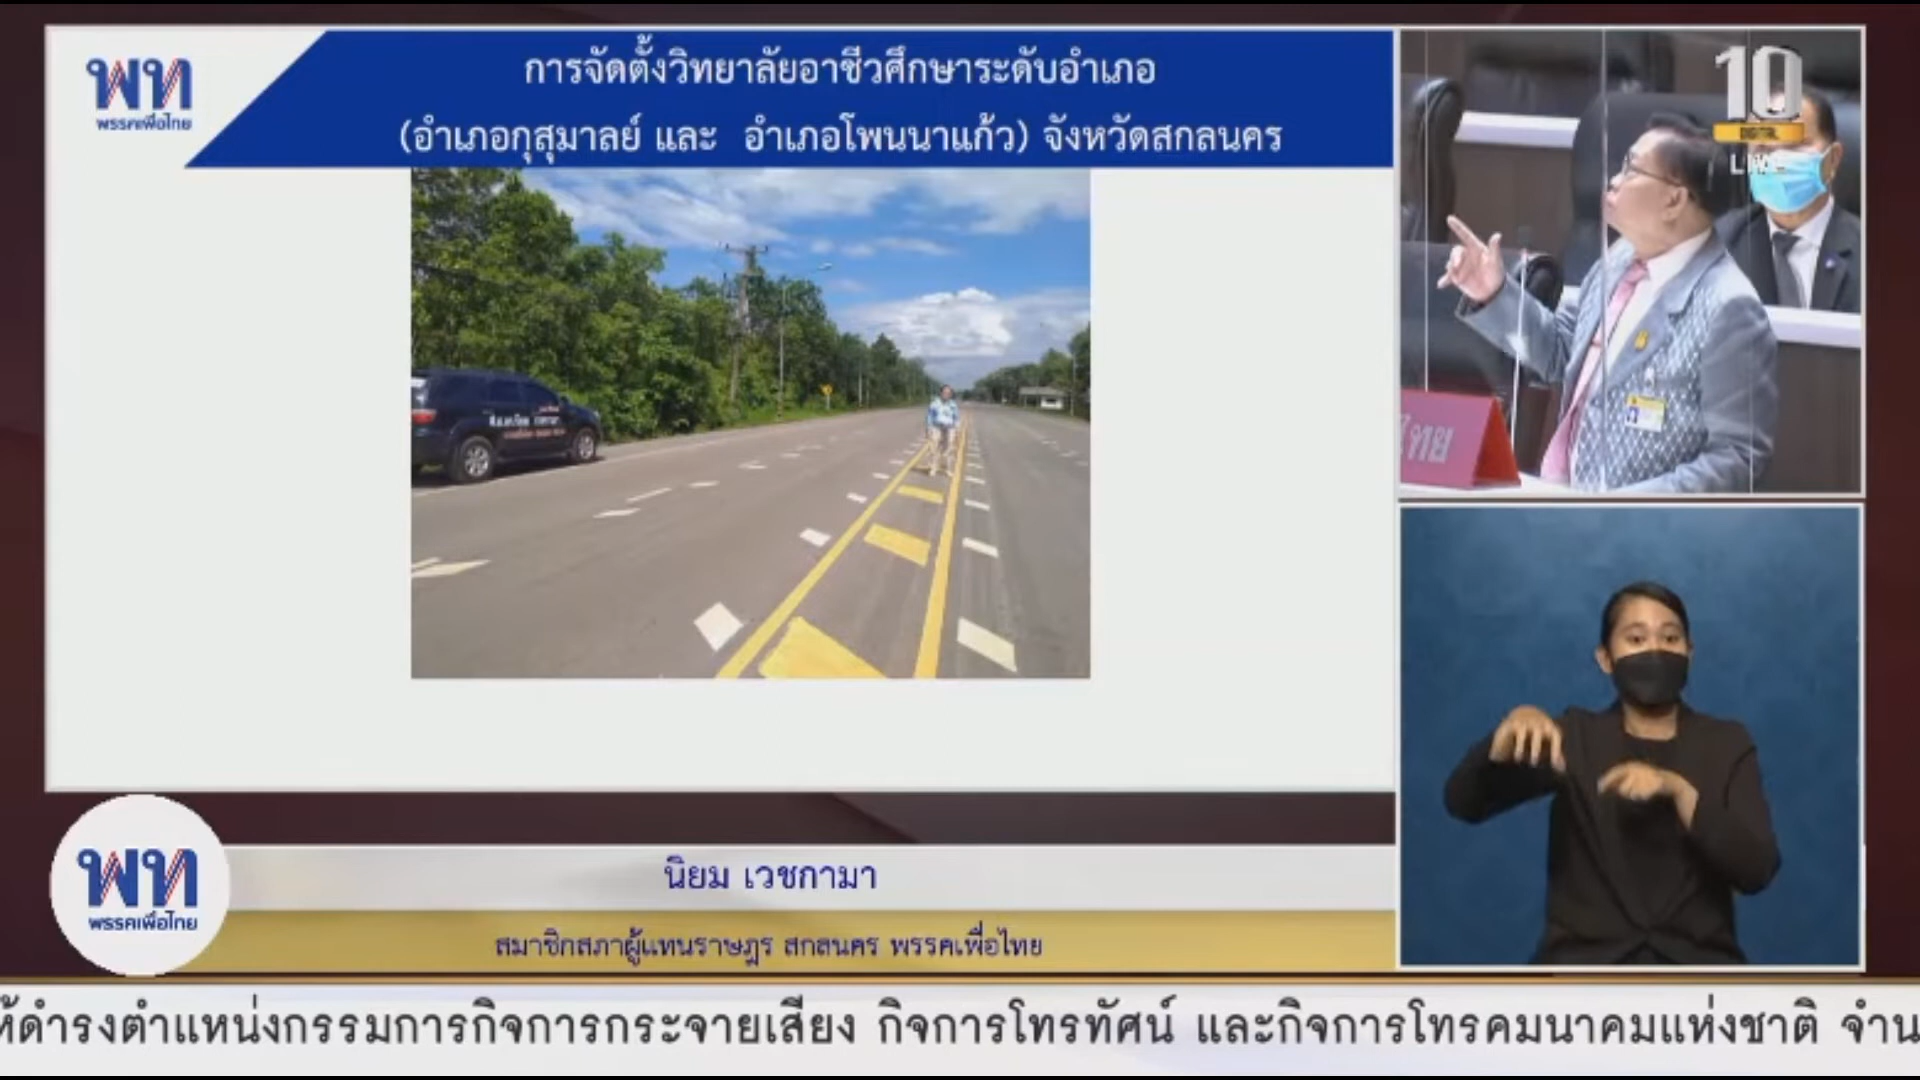 พท
พรรคเพื่อไทย
การจัดตั้งวิทยาลัยอาชีวศึกษาระดับอำเภอ
(อำเภอกุสุมาลย์ และ อำเภอโพนนาแก้ว) จังหวัดสกลนคร
10
DIGITAL
LIVE
ไทย
พท
พรรคเพื่อไทย
นิยม เวชกามา
สมาชิกสภาผู้แทนราษฎร สกลนคร พรรคเพื่อไทย
ห้ดำรงตำแหน่งกรรมการกิจการกระจายเสียง กิจการโทรทัศน์ และกิจการโทรคมนาคมแห่งชาติ จำน